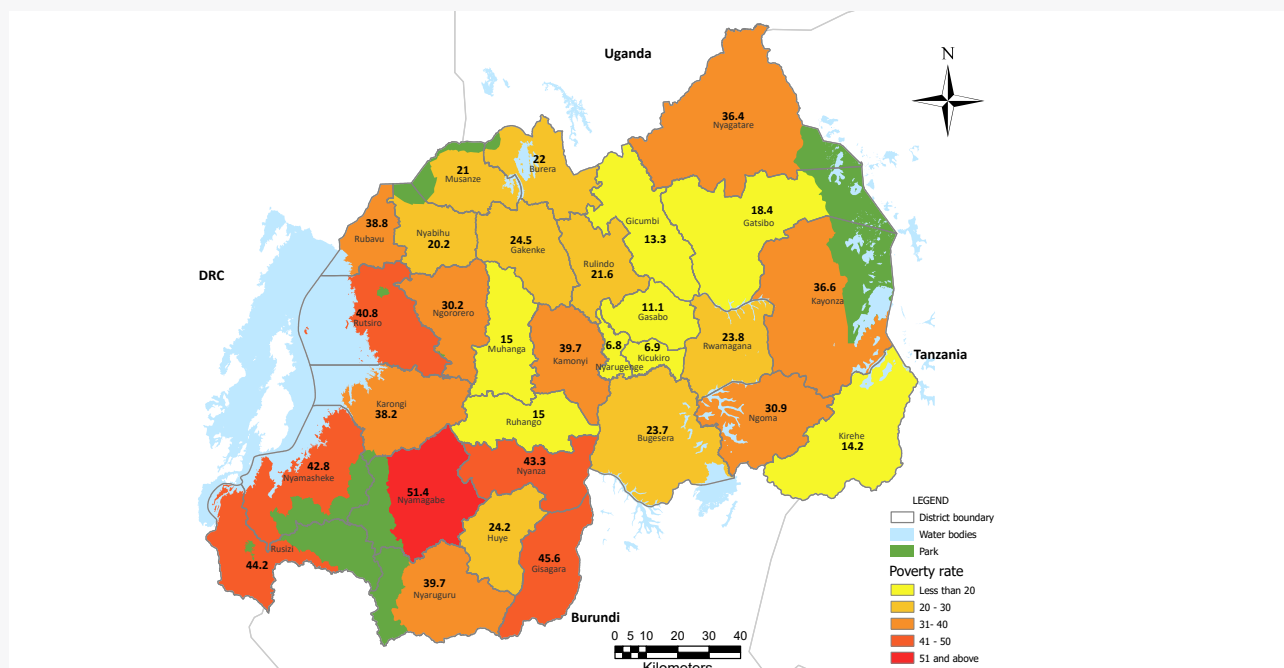 Uganda
N
36.4
Nyagatare
22
Burera
21
Musanze
18.4
Gatsibo
38.8
Rubavu
Nyabihu
20.2
24.5
Gakenke
Gicumbi
13.3
Rulindo
21.6
DRC
36.6
Kayonza
30.2
Ngororero
40.8
Rutsiro
11.1
Gasabo
15
Muhanga
39.7
Kamonyi
6.8
Nyarugenge
6.9
Kicukiro
23.8
Rwamagana
Tanzania
Karongi
38.2
15
Ruhango
30.9
Ngoma
23.7
Bugesera
Kirehe
14.2
42.8
Nyamasheke
43.3
Nyanza
51.4
Nyamagabe
24.2
Huye
Rusizi
44.2
45.6
Gisagara
39.7
Nyaruguru
Burundi
LEGEND
District boundary
Water bodies
Park
Poverty rate
Less than 20
20 - 30
31- 40
41 - 50
51 and above
0 5 10 20 30 40
Kilometers